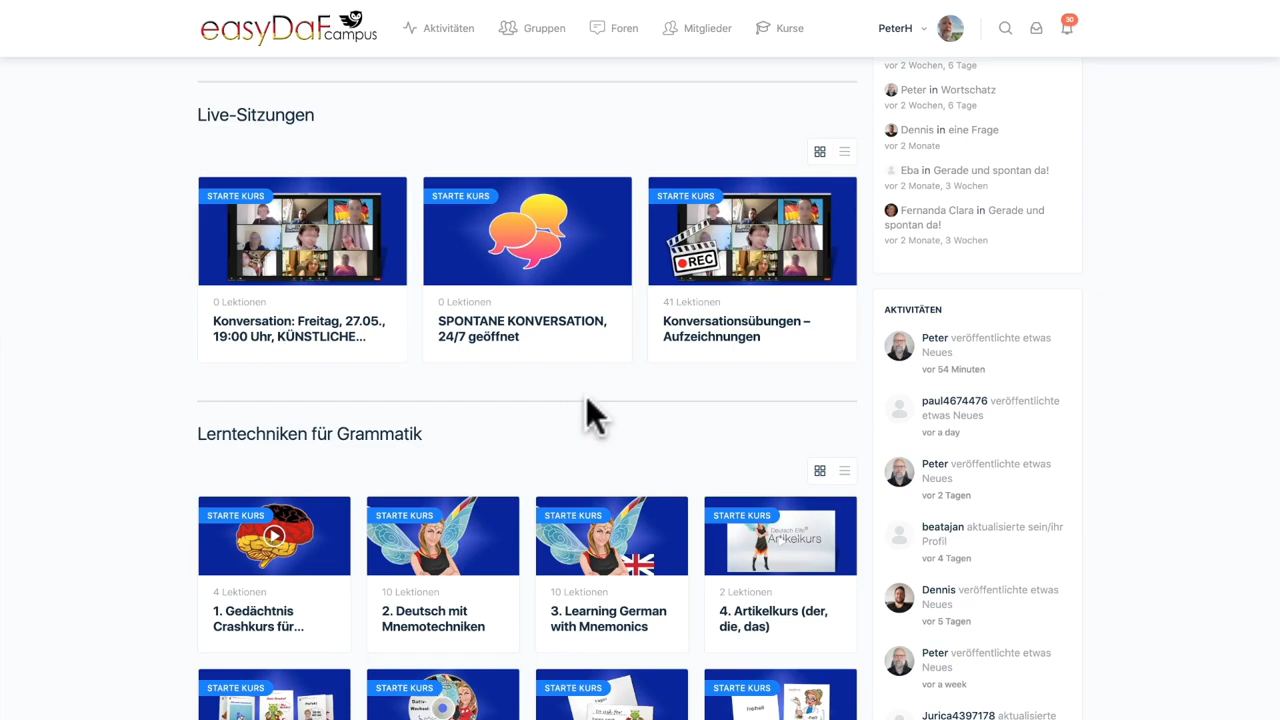 easyDaF campus
Aktivitäten
Gruppen
Foren
Mitglieder
Kurse
PeterH
30
Live-Sitzungen
STARTE KURS
0 Lektionen
Konversation: Freitag, 27.05.,
19:00 Uhr, KÜNSTLICHE...
STARTE KURS
0 Lektionen
SPONTANE KONVERSATION,
24/7 geöffnet
STARTE KURS
REC
41 Lektionen
Konversationsübungen –
Aufzeichnungen
Lerntechniken für Grammatik
STARTE KURS
4 Lektionen
1. Gedächtnis
Crashkurs für...
STARTE KURS
10 Lektionen
2. Deutsch mit
Mnemotechniken
STARTE KURS
10 Lektionen
3. Learning German
with Mnemonics
STARTE KURS
Artikelkurs
2 Lektionen
4. Artikelkurs (der,
die, das)
STARTE KURS
STARTE KURS
STARTE KURS
STARTE KURS
vor 2 Wochen, 6 Tage
Peter in Wortschatz
vor 2 Wochen, 6 Tage
Dennis in eine Frage
vor 2 Monate
Eba in Gerade und spontan da!
vor 2 Monate, 3 Wochen
Fernanda Clara in Gerade und
spontan da!
vor 2 Monate, 3 Wochen
AKTIVITÄTEN
Peter veröffentlichte etwas
Neues
vor 54 Minuten
paul4674476 veröffentlichte
etwas Neues
vor a day
Peter veröffentlichte etwas
Neues
vor 2 Tagen
beatajan aktualisierte sein/ihr
Profil
vor 4 Tagen
Dennis veröffentlichte etwas
Neues
vor 5 Tagen
Peter veröffentlichte etwas
Neues
vor a week
Jurica4397178 aktualisierte